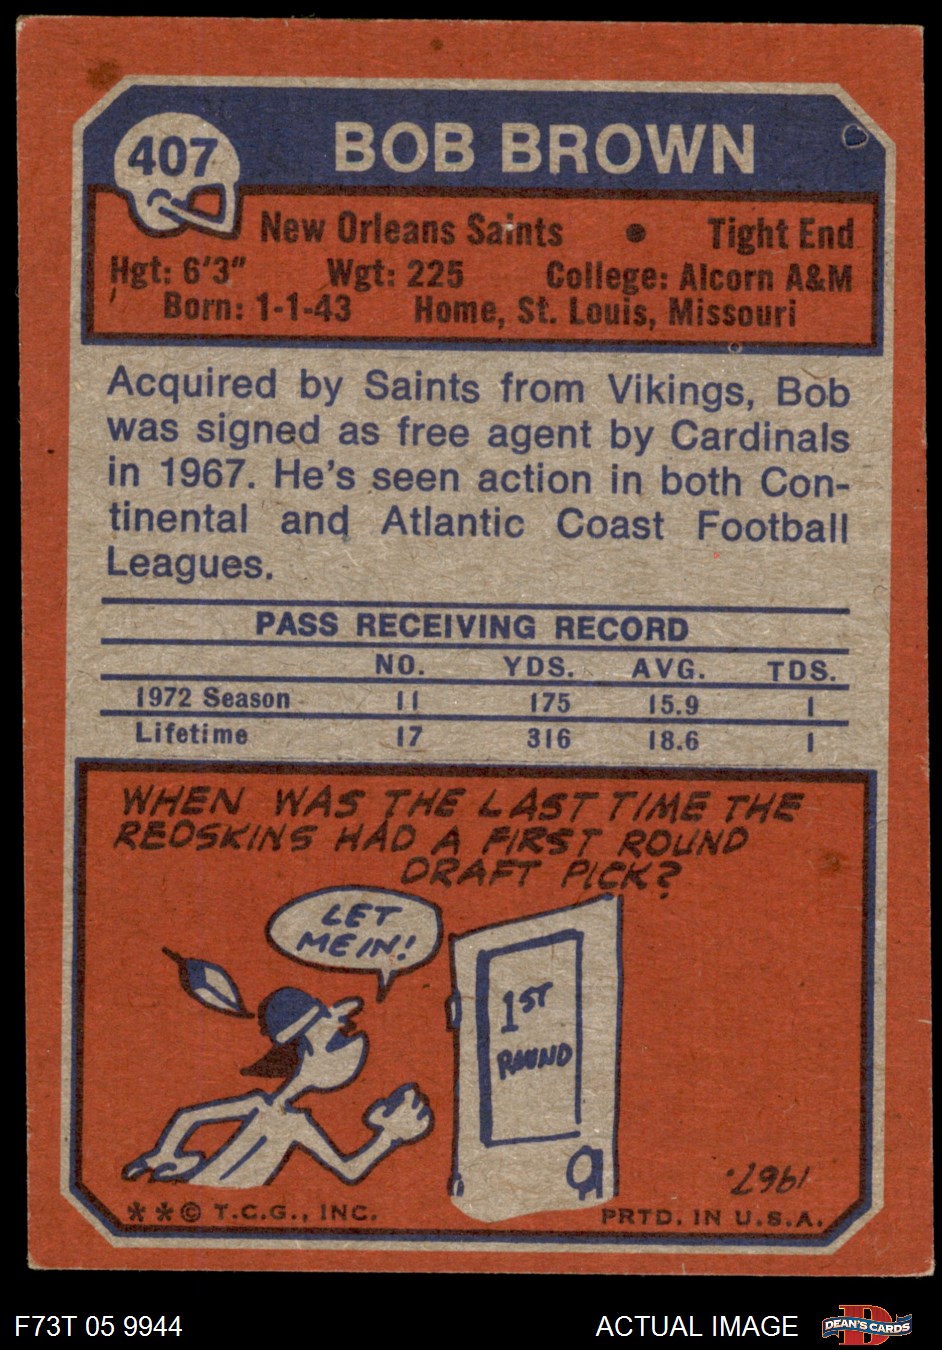 407
BOB BROWN
New Orleans Saints • Tight End
Hgt: 6'3" Wgt: 225 College: Alcorn A&M
Born: 1-1-43 Home, St. Louis, Missouri
Acquired by Saints from Vikings, Bob
was signed as free agent by Cardinals
in 1967. He's seen action in both Con-
tinental and Atlantic Coast Football
Leagues.
PASS RECEIVING RECORD
NO. YDS. AVG. TDS.
1972 Season 11 175 15.9 1
Lifetime 17 316 18.6 1
WHEN WAS THE LAST TIME THE
REDSKINS HAD A FIRST ROUND
DRAFT PICK?
LET
ME IN!
1ST
ROUND
1967.
**© T.C.G., INC. PRTD. IN U.S.A.
F73T 05 9944 ACTUAL IMAGE
D
DEAN'S CARDS